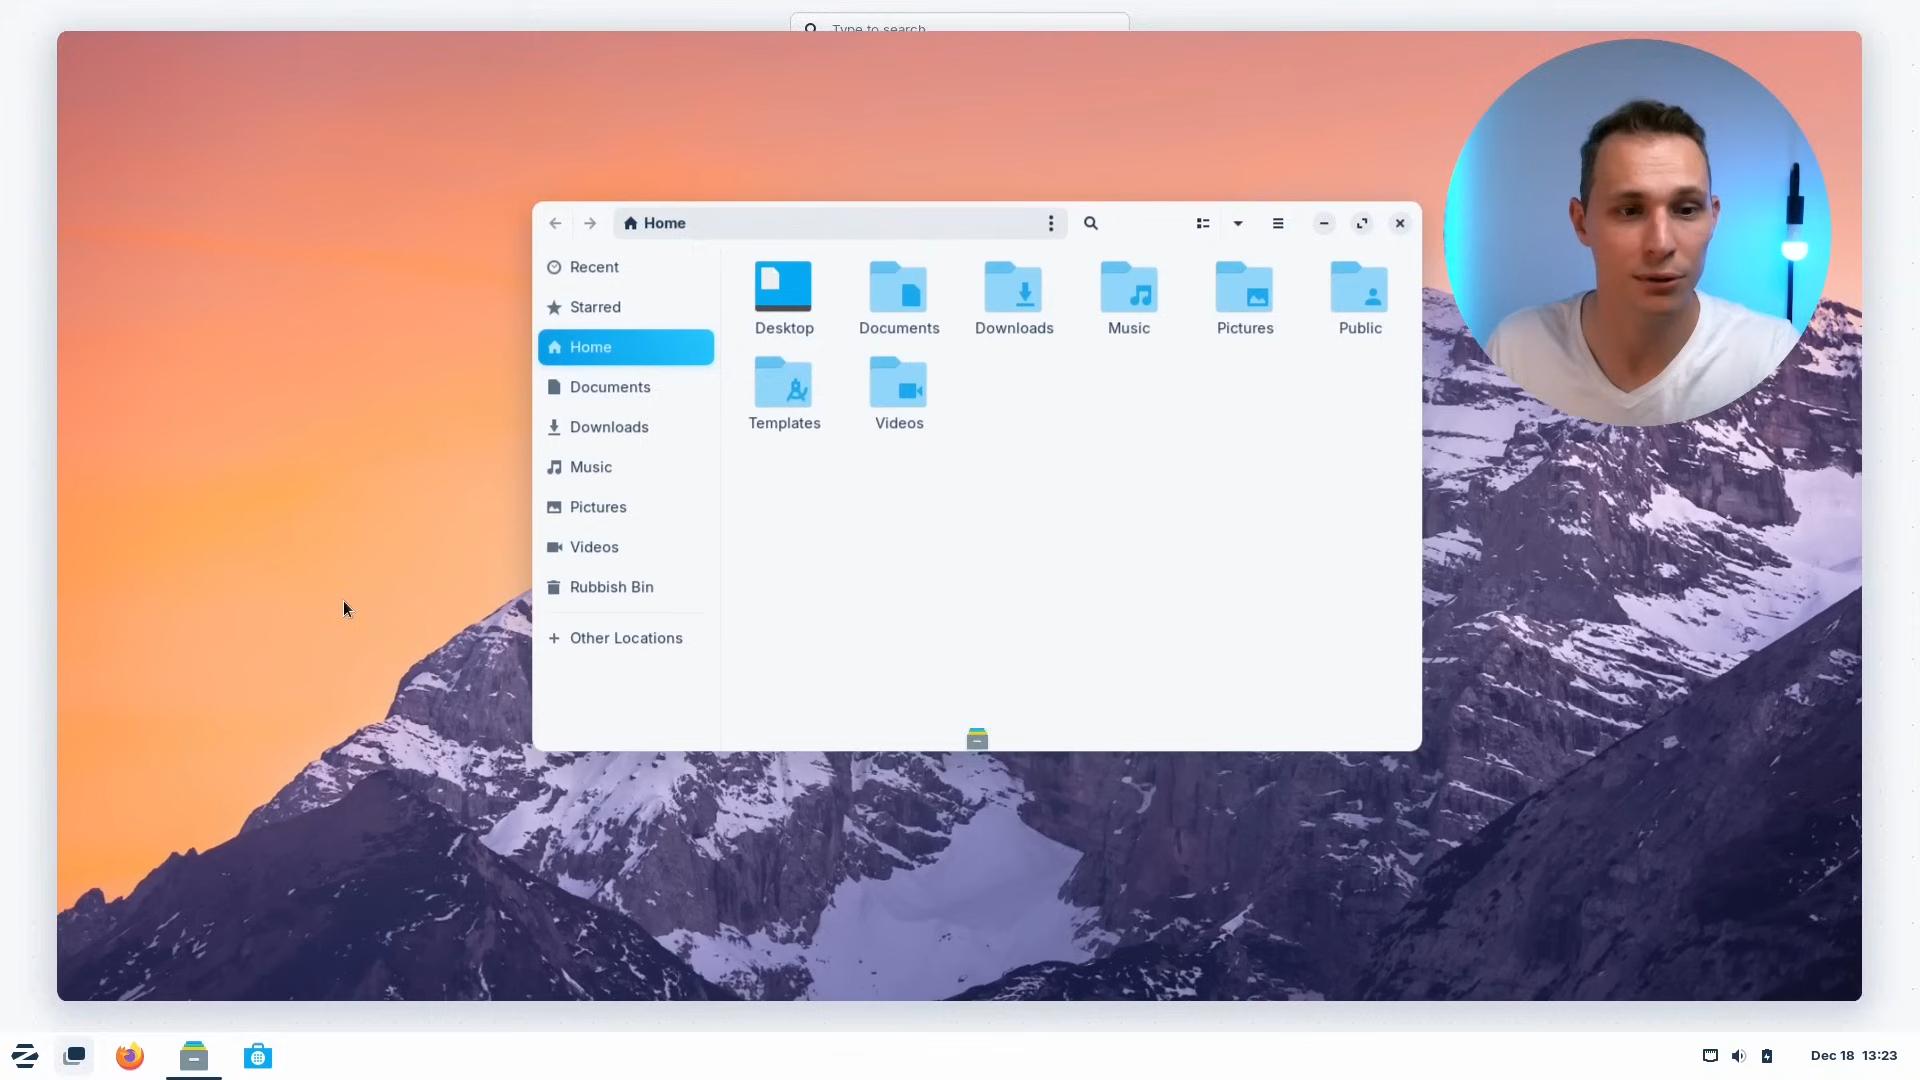 Type to search
Home
Recent
Starred
Home
Documents
Downloads
Music
Pictures
Videos
Rubbish Bin
Other Locations
Desktop
Documents
Downloads
Music
Pictures
Public
Templates
Videos
Dec 18 13:23